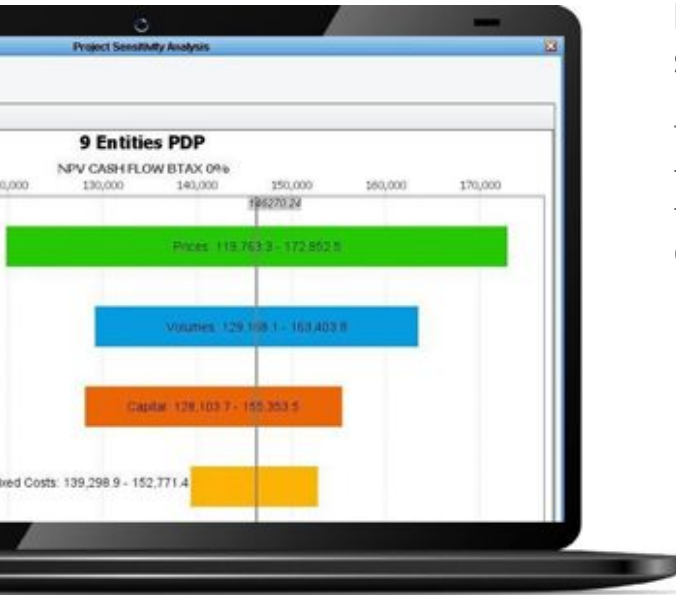 Project Sensitivity Analysis
9 Entities PDP
NPV CASH FLOW BTAX 0%
130,000 140,000 150,000 160,000 170,000
146270.24
Prices: 119,763.3 - 172,852.5
Volumes: 129,168.1 - 163,403.8
Capital: 128,103.7 - 155,353.5
Costs: 139,298.9 - 152,771.4